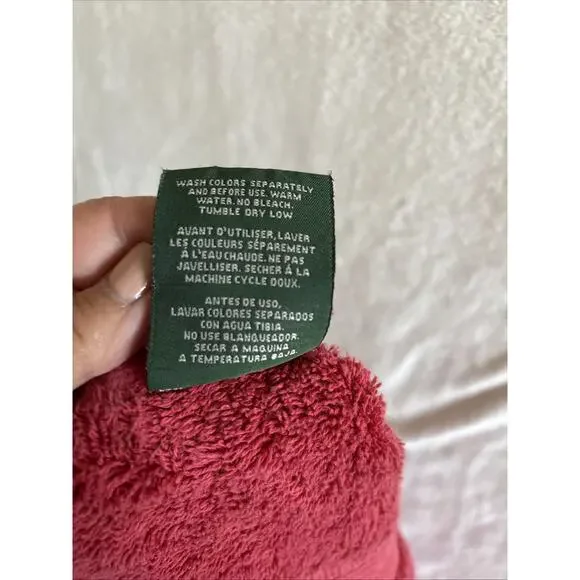 WASH COLORS SEPARATELY
AND BEFORE USE. WARM
WATER. NO BLEACH.
TUMBLE DRY LOW
AVANT D'UTILISER, LAVER
LES COULEURS SÉPAREMENT
À L'EAU CHAUDE. NE PAS
JAVELLISER. SECHER À LA
MACHINE CYCLE DOUX.
ANTES DE USO,
LAVAR COLORES SEPARADOS
CON AGUA TIBIA.
NO USE BLANQUEADOR.
SECAR A MAQUINA
A TEMPERATURA BAJA.